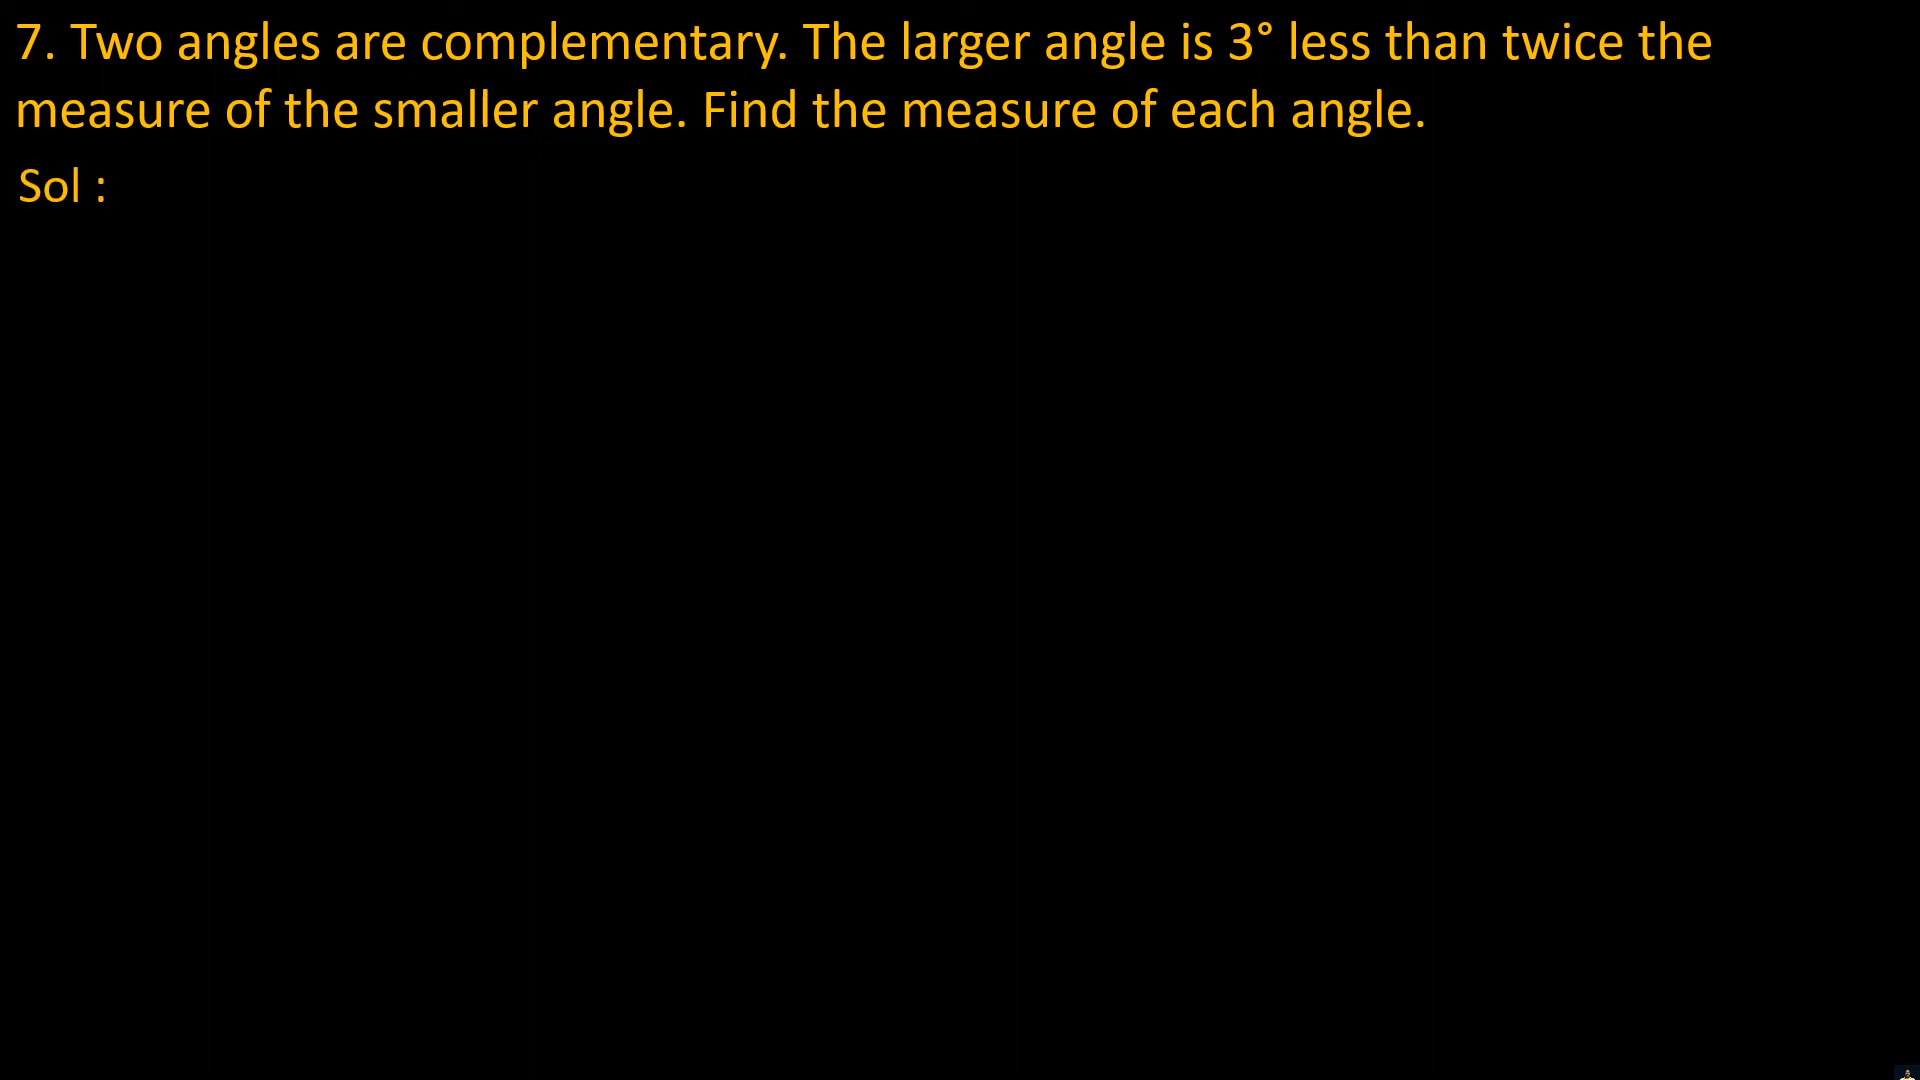 7. Two angles are complementary. The larger angle is 3° less than twice the
measure of the smaller angle. Find the measure of each angle.
Sol :